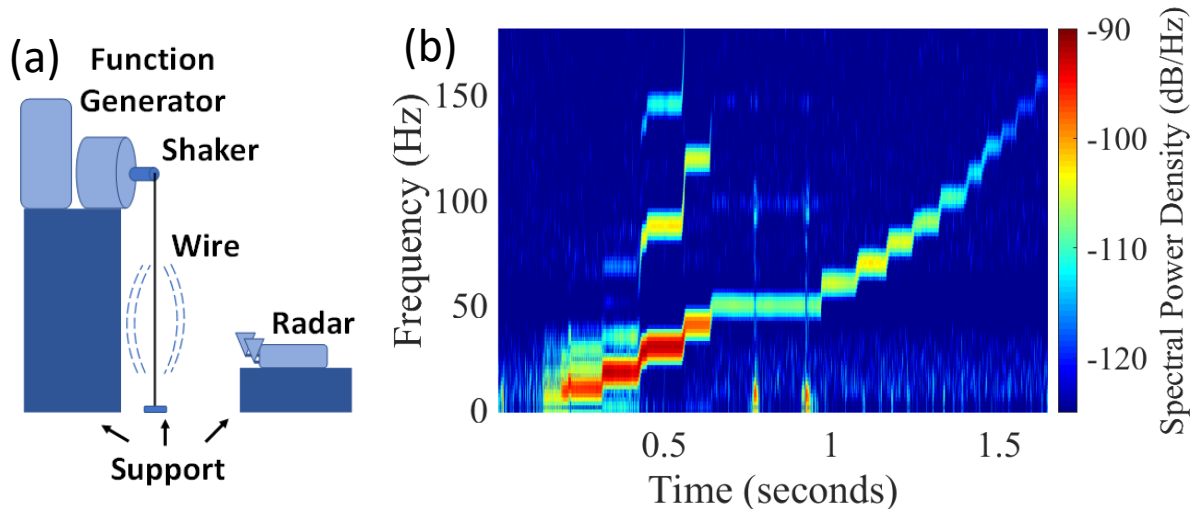 (a)
Function
Generator
Shaker
Wire
Radar
Support
(b)
150
100
50
0
Frequency (Hz)
0.5
1
1.5
Time (seconds)
-90
-100
-110
-120
Spectral Power Density (dB/Hz)